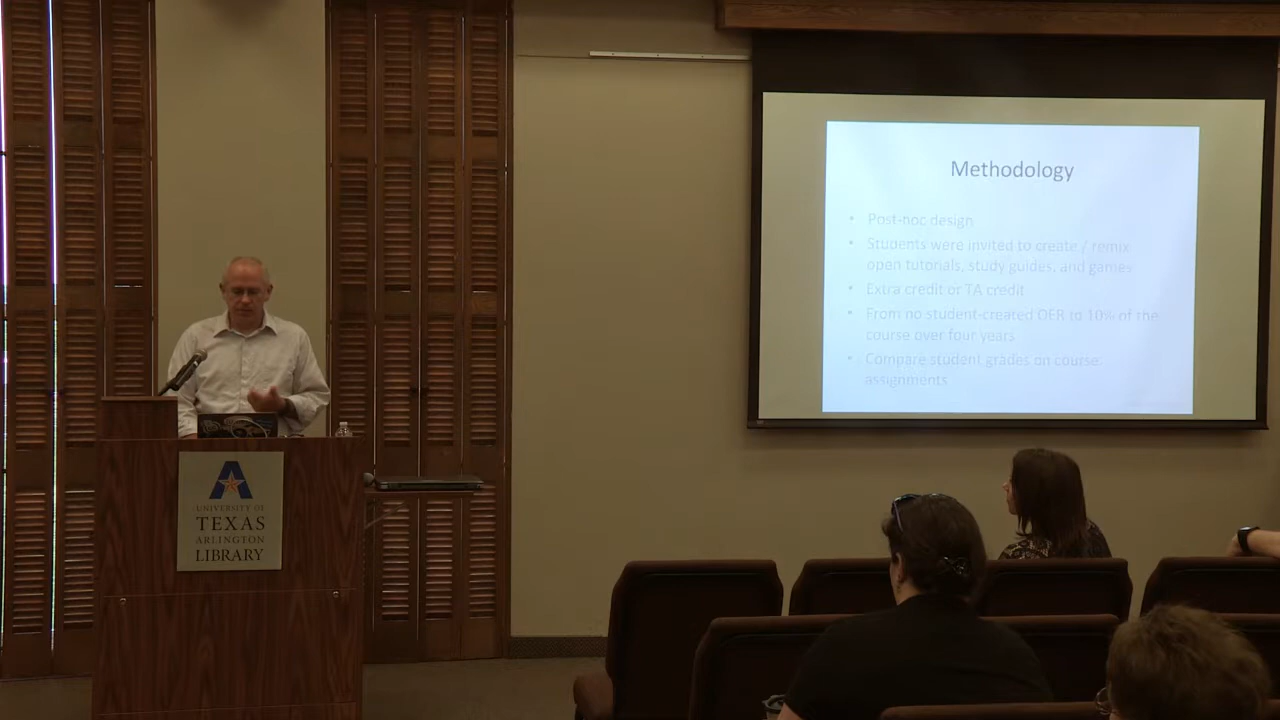 Methodology
• Post-hoc design
• Students were invited to create / remix
open tutorials, study guides, and games
• Extra credit or TA credit
• From no student-created OER to 10% of the
course over four years
• Compare student grades on course
assignments
UNIVERSITY OF
TEXAS
ARLINGTON
LIBRARY